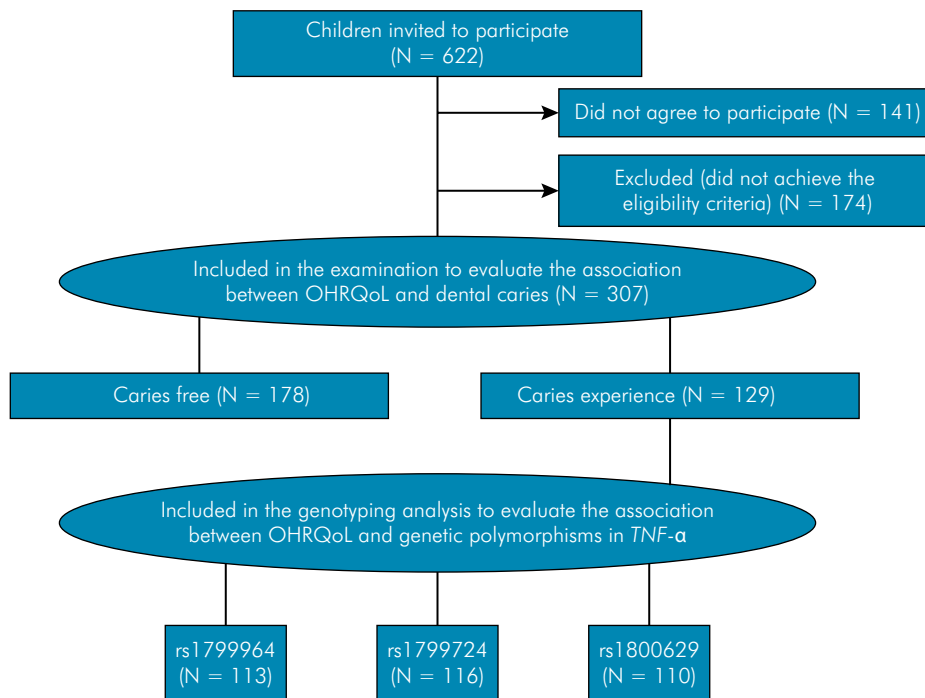 Children invited to participate
(N = 622)
Did not agree to participate (N = 141)
Excluded (did not achieve the
eligibility criteria) (N = 174)
Included in the examination to evaluate the association
between OHRQoL and dental caries (N = 307)
Caries free (N = 178)
Caries experience (N = 129)
Included in the genotyping analysis to evaluate the association
between OHRQoL and genetic polymorphisms in TNF-α
rs1799964
(N = 113)
rs1799724
(N = 116)
rs1800629
(N = 110)